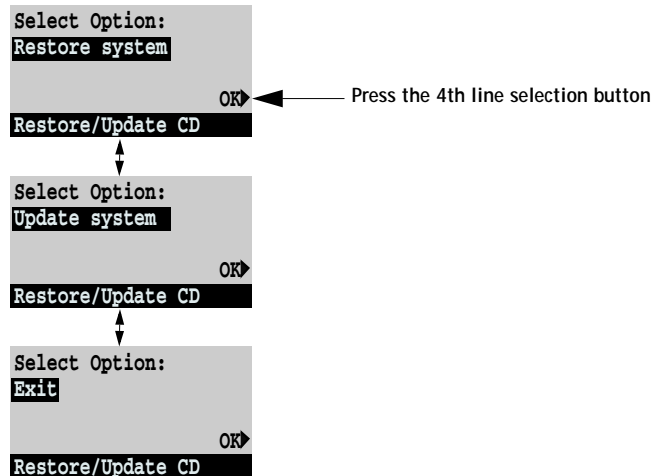 Select Option:
Restore system
OK
Press the 4th line selection button
Restore/Update CD
Select Option:
Update system
OK
Restore/Update CD
Select Option:
Exit
OK
Restore/Update CD